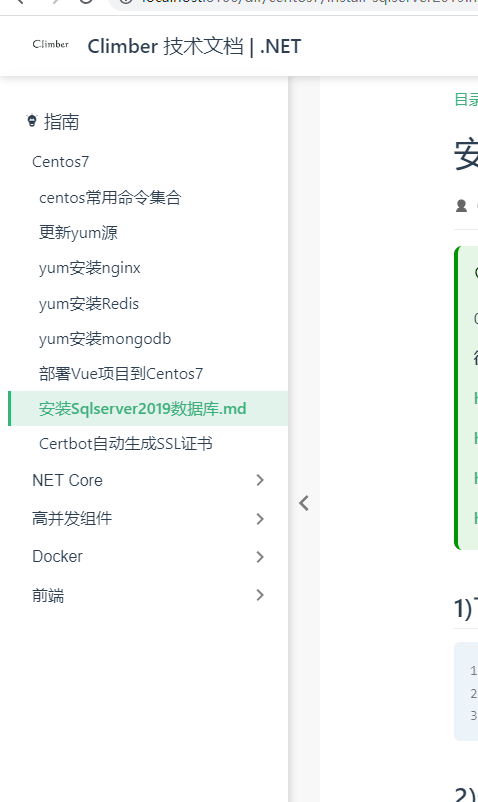 Climber
Climber 技术文档 | .NET
指南
目录
Centos7
centos常用命令集合
更新yum源
yum安装nginx
yum安装Redis
yum安装mongodb
部署Vue项目到Centos7
安装Sqlserver2019数据库.md
Certbot自动生成SSL证书
NET Core
高并发组件
Docker
前端
安
1)
1
2
3
2)